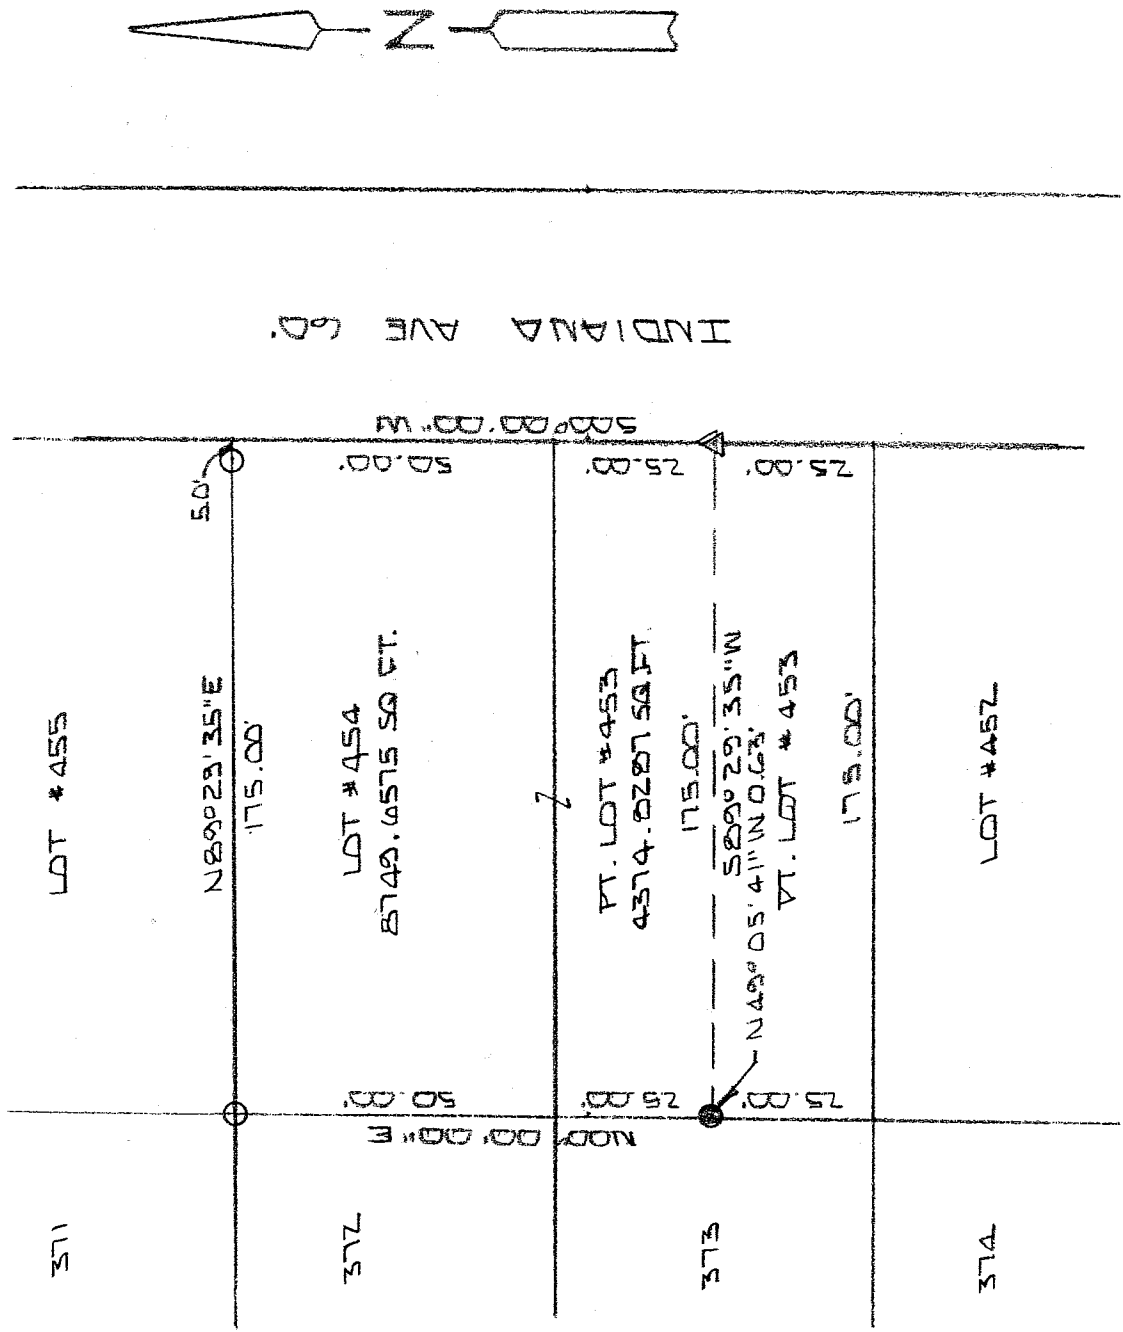 N
INDIANA AVE 60'.
S00°00'00"W
50.00'
25.00'
25.00'
5.0'
LOT #455
N89°29'35"E
175.00'
LOT #454
8749.6575 SQ FT.
PT. LOT #453
4374.8287 SQ FT.
175.00'
S89°29'35"W
N49°05'41"W 0.63'
PT. LOT #453
175.00'
LOT #452
50.00'
25.00'
25.00'
N00°00'00"E
371
372
373
374